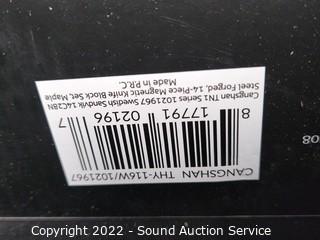 Cangshan TN1 Series 1021967 Swedish Sandvik 14C28N
Steel Forged, 14-Piece Magnetic Knife Block Set, Maple
Made in P.R.C.
8 17791 02196 7
CANGSHAN THY-116W/1021967
808
Copyright 2022 - Sound Auction Service